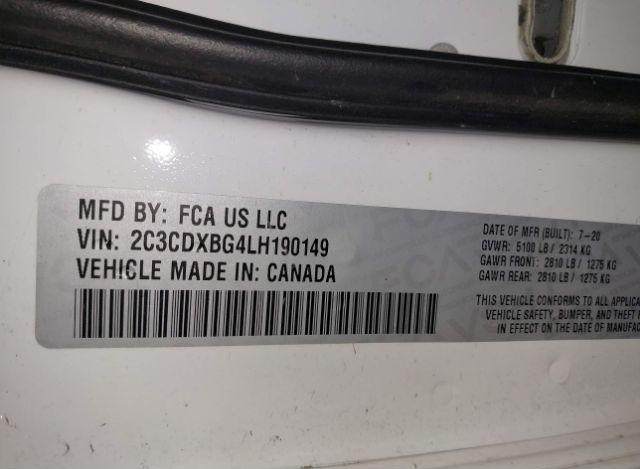 MFD BY: FCA US LLC
VIN: 2C3CDXBG4LH190149
VEHICLE MADE IN: CANADA
DATE OF MFR (BUILT): 7-20
GVWR: 5100 LB / 2314 KG
GAWR FRONT: 2810 LB / 1275 KG
GAWR REAR: 2810 LB / 1275 KG
THIS VEHICLE CONFORMS TO ALL
VEHICLE SAFETY, BUMPER, AND THEFT
IN EFFECT ON THE DATE OF